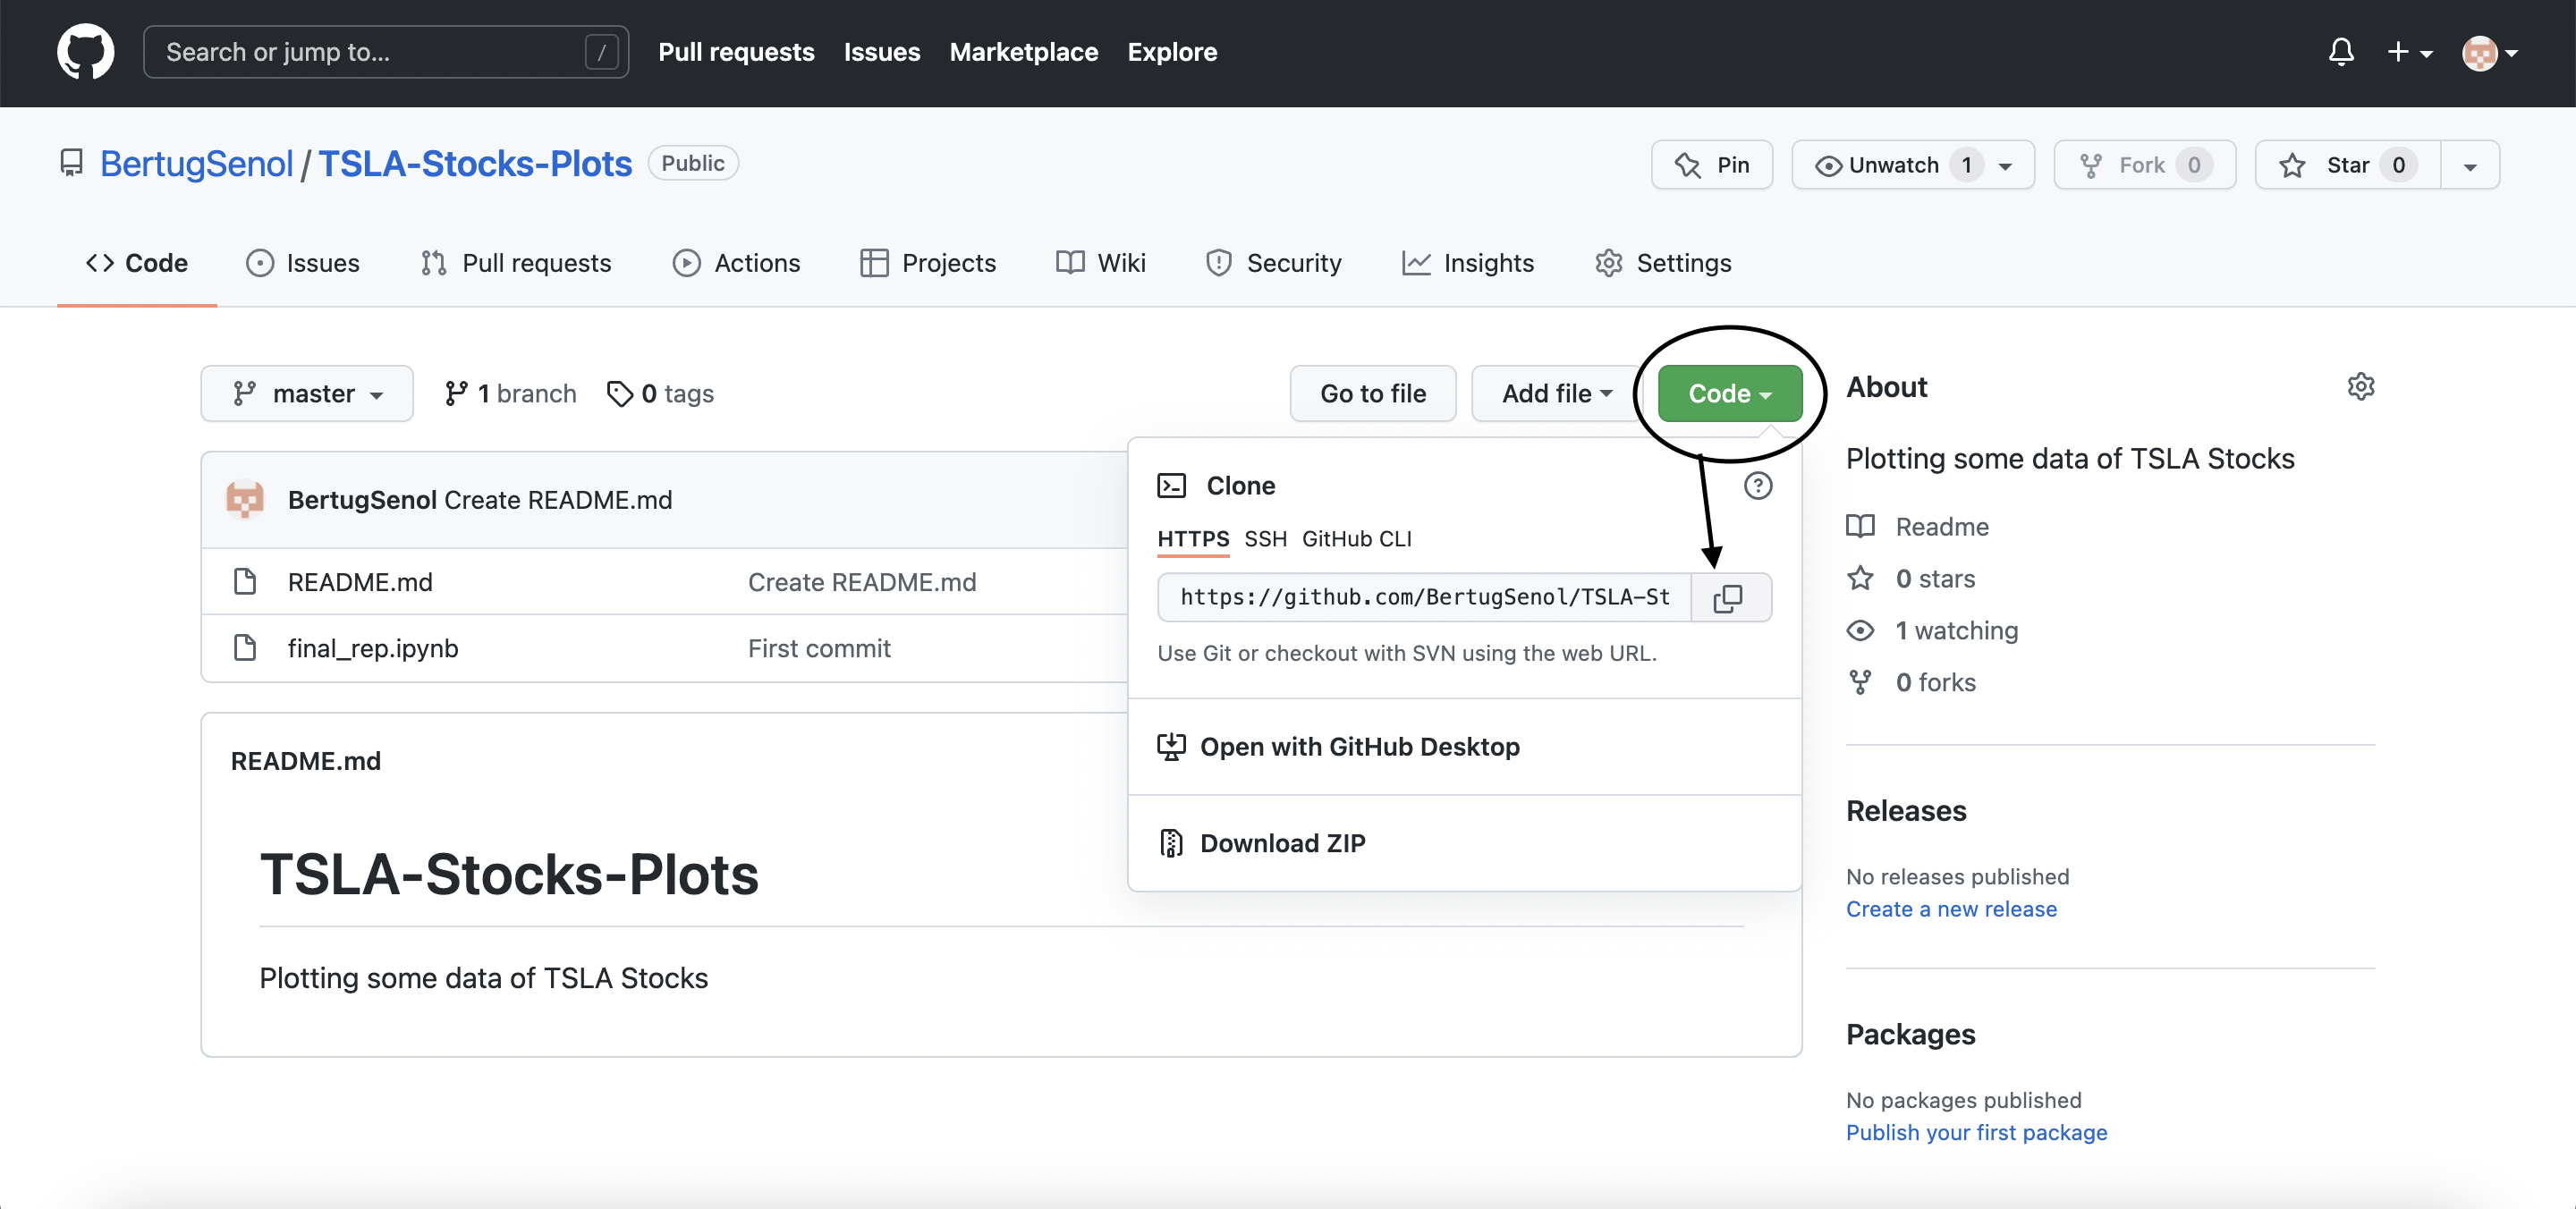 Search or jump to... / Pull requests Issues Marketplace Explore
BertugSenol / TSLA-Stocks-Plots Public Pin Unwatch 1 Fork 0 Star 0
Code Issues Pull requests Actions Projects Wiki Security Insights Settings
master 1 branch 0 tags Go to file Add file Code
BertugSenol Create README.md
README.md Create README.md
final_rep.ipynb First commit
Clone
HTTPS SSH GitHub CLI
https://github.com/BertugSenol/TSLA-St
Use Git or checkout with SVN using the web URL.
Open with GitHub Desktop
Download ZIP
README.md
TSLA-Stocks-Plots
Plotting some data of TSLA Stocks
About
Plotting some data of TSLA Stocks
Readme
0 stars
1 watching
0 forks
Releases
No releases published
Create a new release
Packages
No packages published
Publish your first package